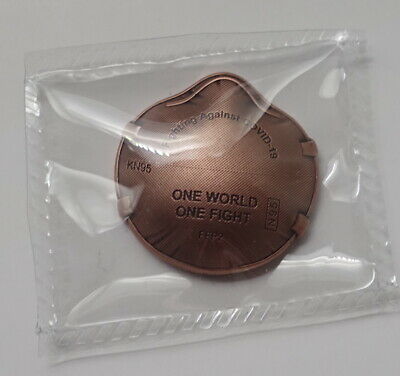 Fighting Against COVID-19
KN95
ONE WORLD
ONE FIGHT
N95
FFP2